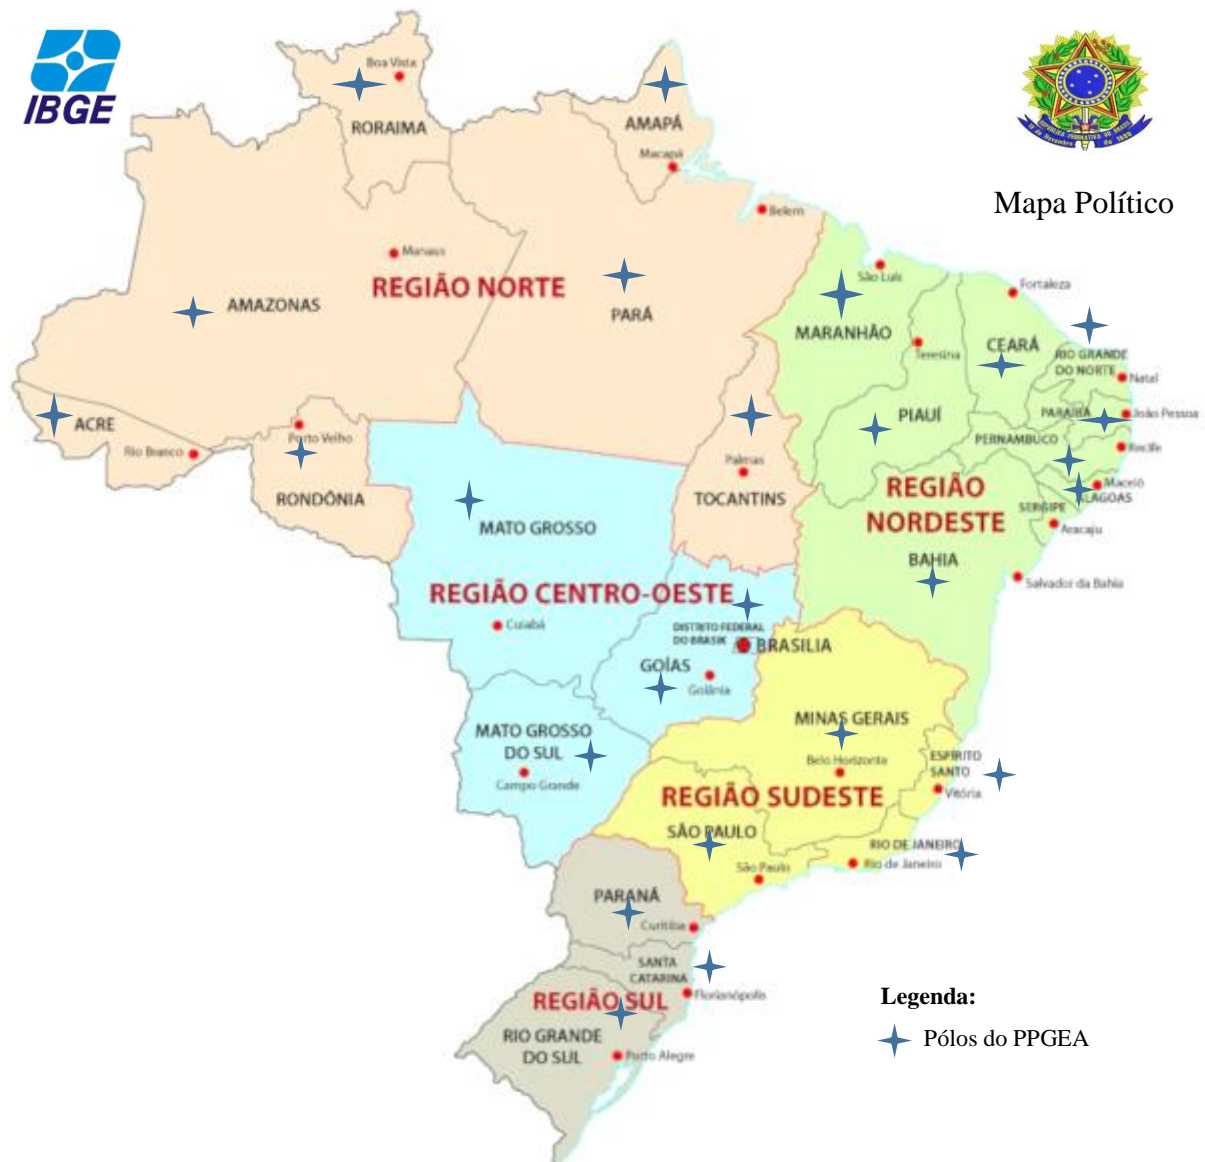 IBGE
Mapa Político
Boa Vista
RORAIMA
AMAPÁ
Macapá
Belem
Manaus
REGIÃO NORTE
AMAZONAS
PARÁ
São Luís
MARANHÃO
Teresina
Fortaleza
CEARÁ
RIO GRANDE
DO NORTE
Natal
PARAÍBA
João Pessoa
PIAUÍ
PERNAMBUCO
Recife
ACRE
Rio Branco
Porto Velho
RONDÔNIA
Palmas
TOCANTINS
REGIÃO
NORDESTE
Maceió
ALAGOAS
SERGIPE
Aracaju
BAHIA
Salvador da Bahia
MATO GROSSO
REGIÃO CENTRO-OESTE
Cuiabá
DISTRITO FEDERAL
DO BRASIK
BRASILIA
GOÍAS
Goiânia
MATO GROSSO
DO SUL
Campo Grande
MINAS GERAIS
Belo Horizonte
ESPÍRITO
SANTO
Vitória
REGIÃO SUDESTE
SÃO PAULO
São Paulo
RIO DE JANEIRO
Rio de Janeiro
PARANÁ
Curitiba
SANTA
CATARINA
Florianópolis
REGIÃO SUL
RIO GRANDE
DO SUL
Porto Alegre
Legenda:
Pólos do PPGEA